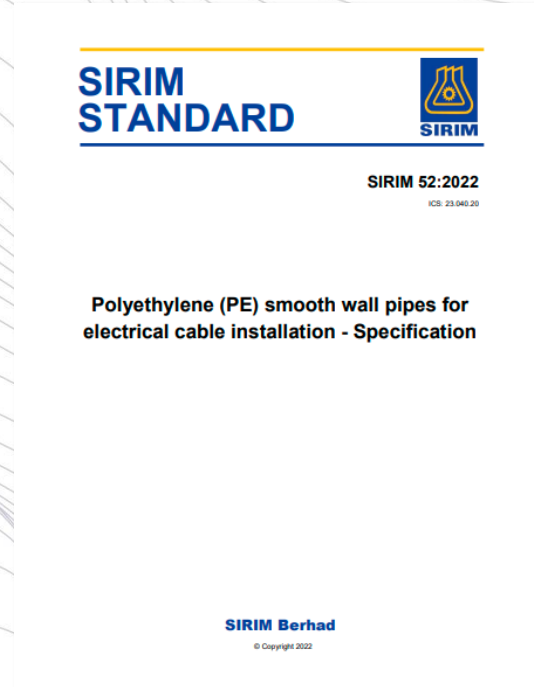 SIRIM
STANDARD
SIRIM
SIRIM 52:2022
ICS: 23.040.20
Polyethylene (PE) smooth wall pipes for
electrical cable installation - Specification
SIRIM Berhad
© Copyright 2022